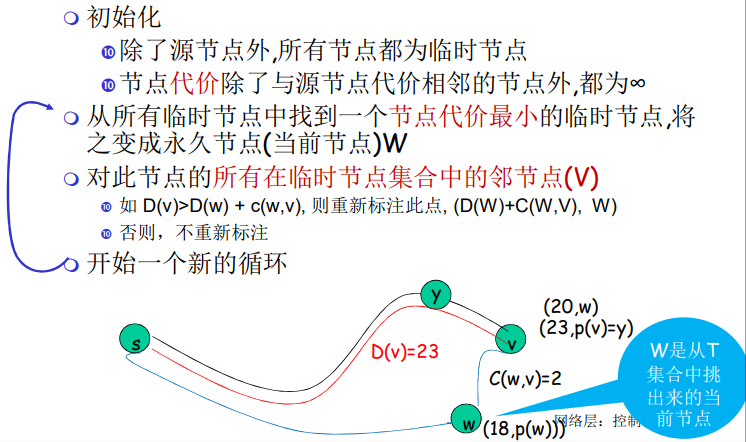 初始化
⑩除了源节点外,所有节点都为临时节点
⑩节点代价除了与源节点代价相邻的节点外,都为∞
从所有临时节点中找到一个节点代价最小的临时节点,将
之变成永久节点(当前节点)W
对此节点的所有在临时节点集合中的邻节点(V)
⑩ 如 D(v)>D(w) + c(w,v), 则重新标注此点, (D(W)+C(W,V), W)
⑩ 否则，不重新标注
开始一个新的循环
y
(20,w)
(23,p(v)=y)
s
D(v)=23
v
W是从T
集合中挑
出来的当
前节点
C(w,v)=2
w
(18,p(w)))
网络层：控制